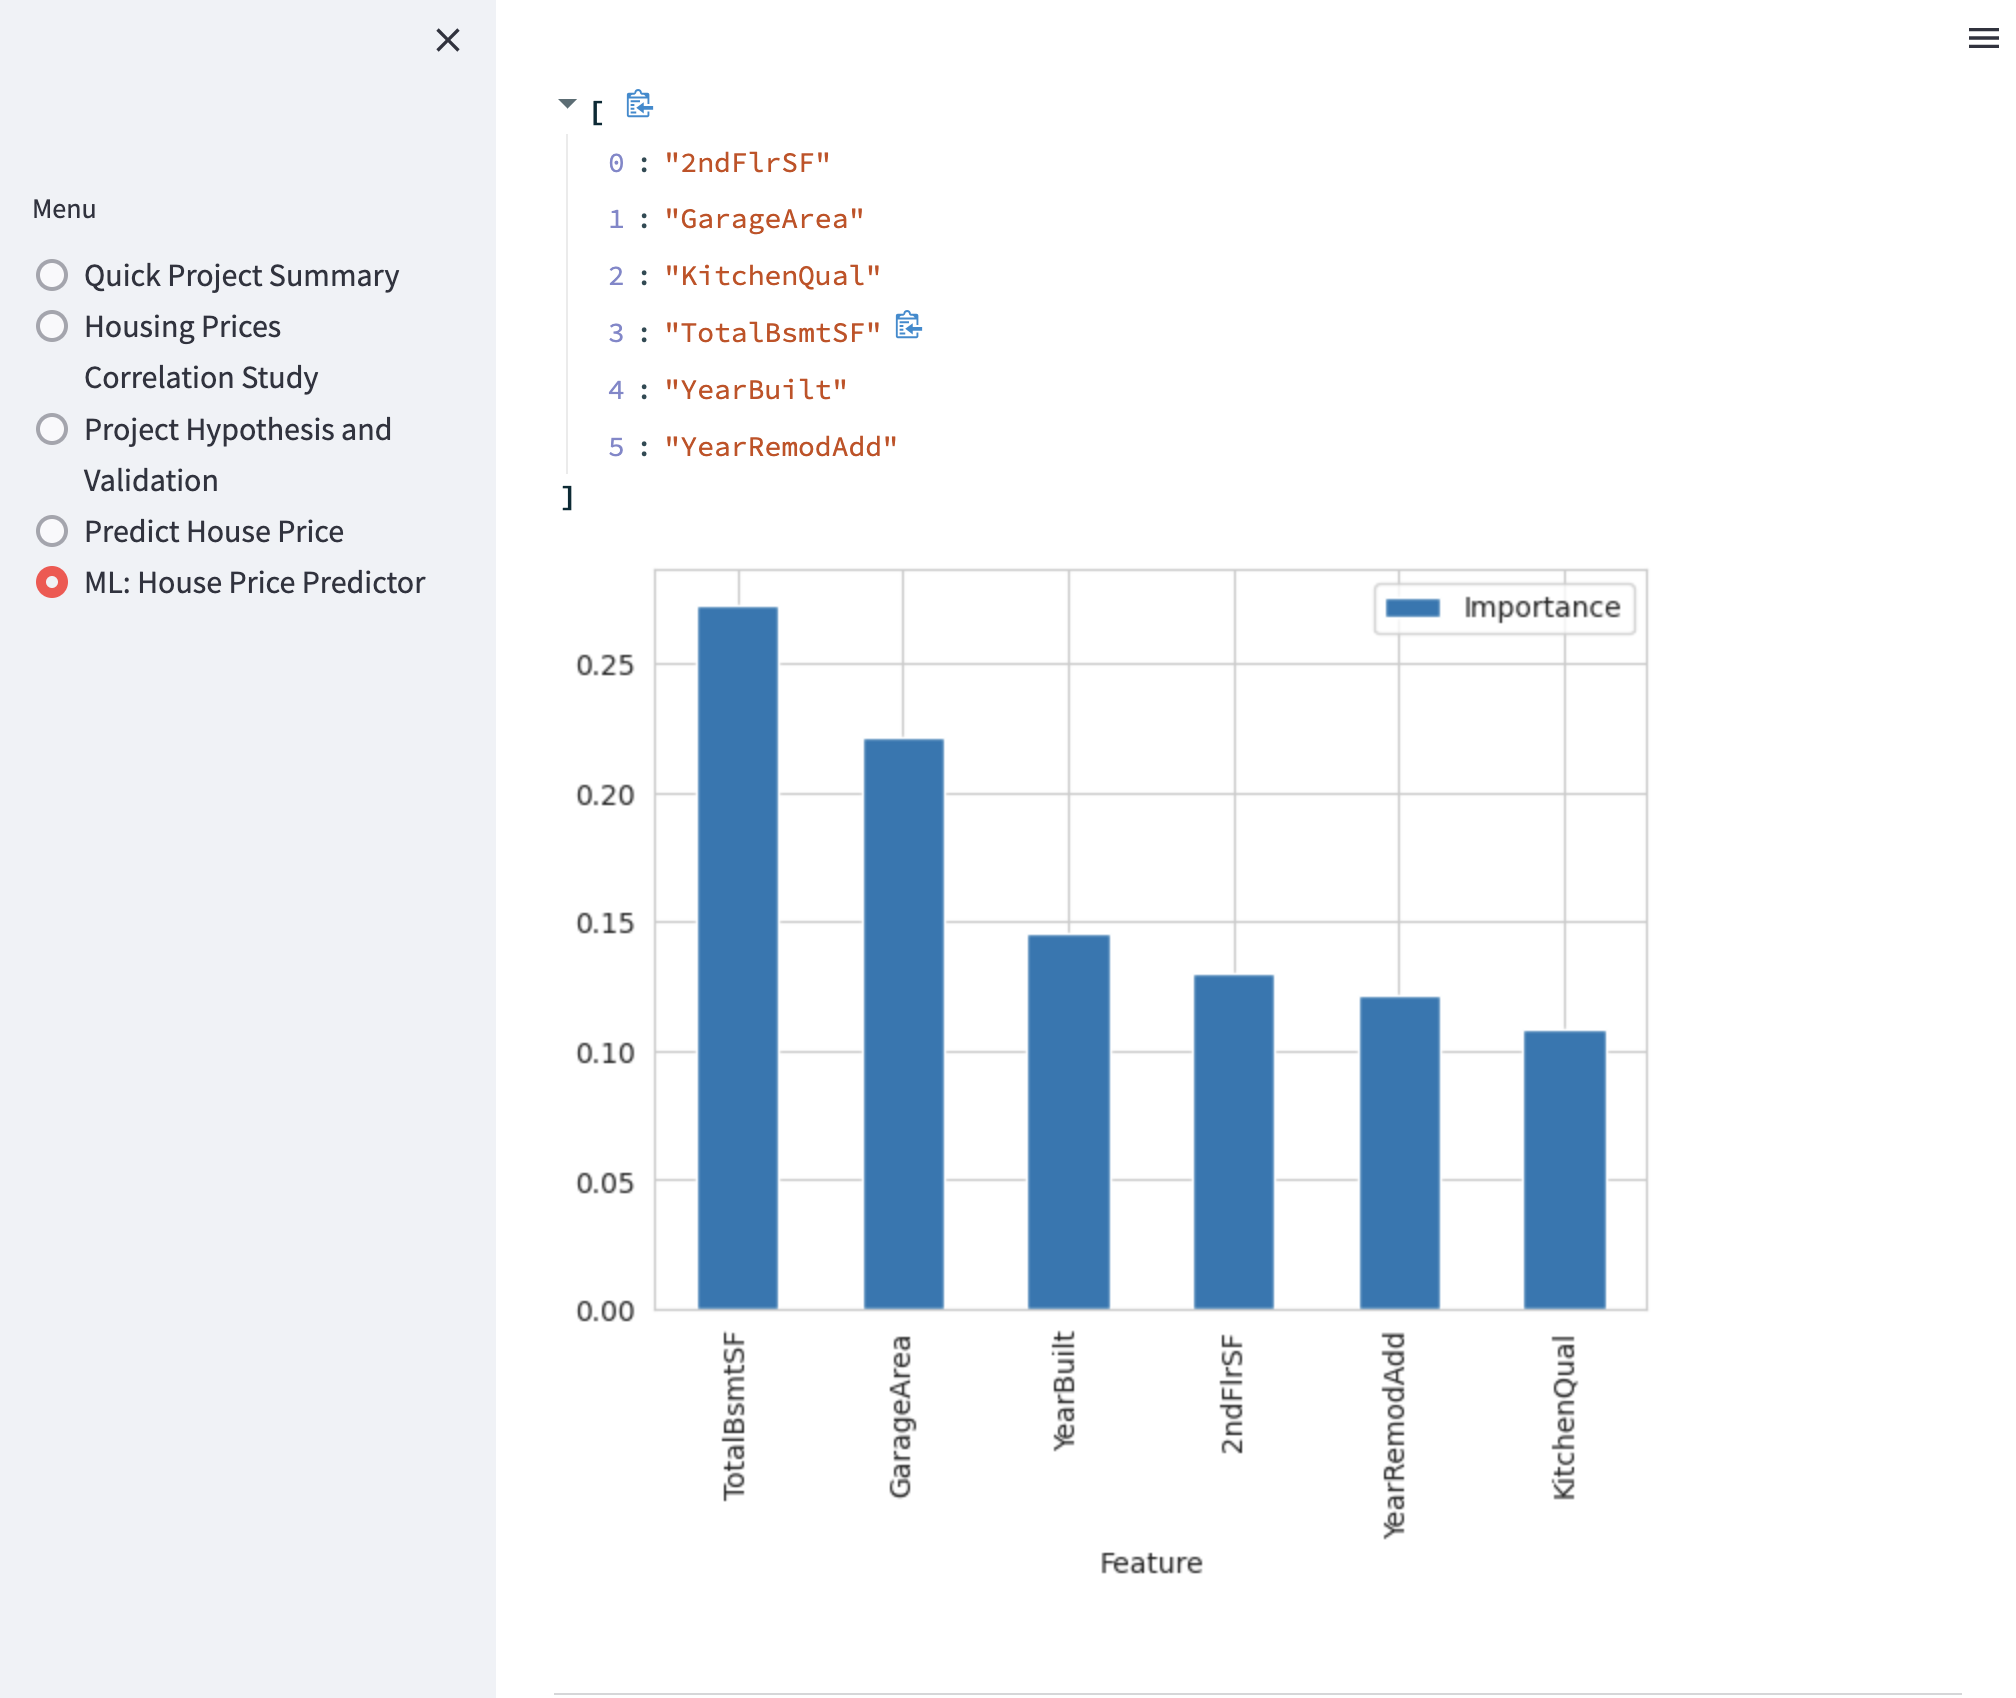 Menu
Quick Project Summary
Housing Prices
Correlation Study
Project Hypothesis and
Validation
Predict House Price
ML: House Price Predictor
[
0 : "2ndFlrSF"
1 : "GarageArea"
2 : "KitchenQual"
3 : "TotalBsmtSF"
4 : "YearBuilt"
5 : "YearRemodAdd"
]
Importance
0.25
0.20
0.15
0.10
0.05
0.00
TotalBsmtSF
GarageArea
YearBuilt
2ndFlrSF
YearRemodAdd
KitchenQual
Feature